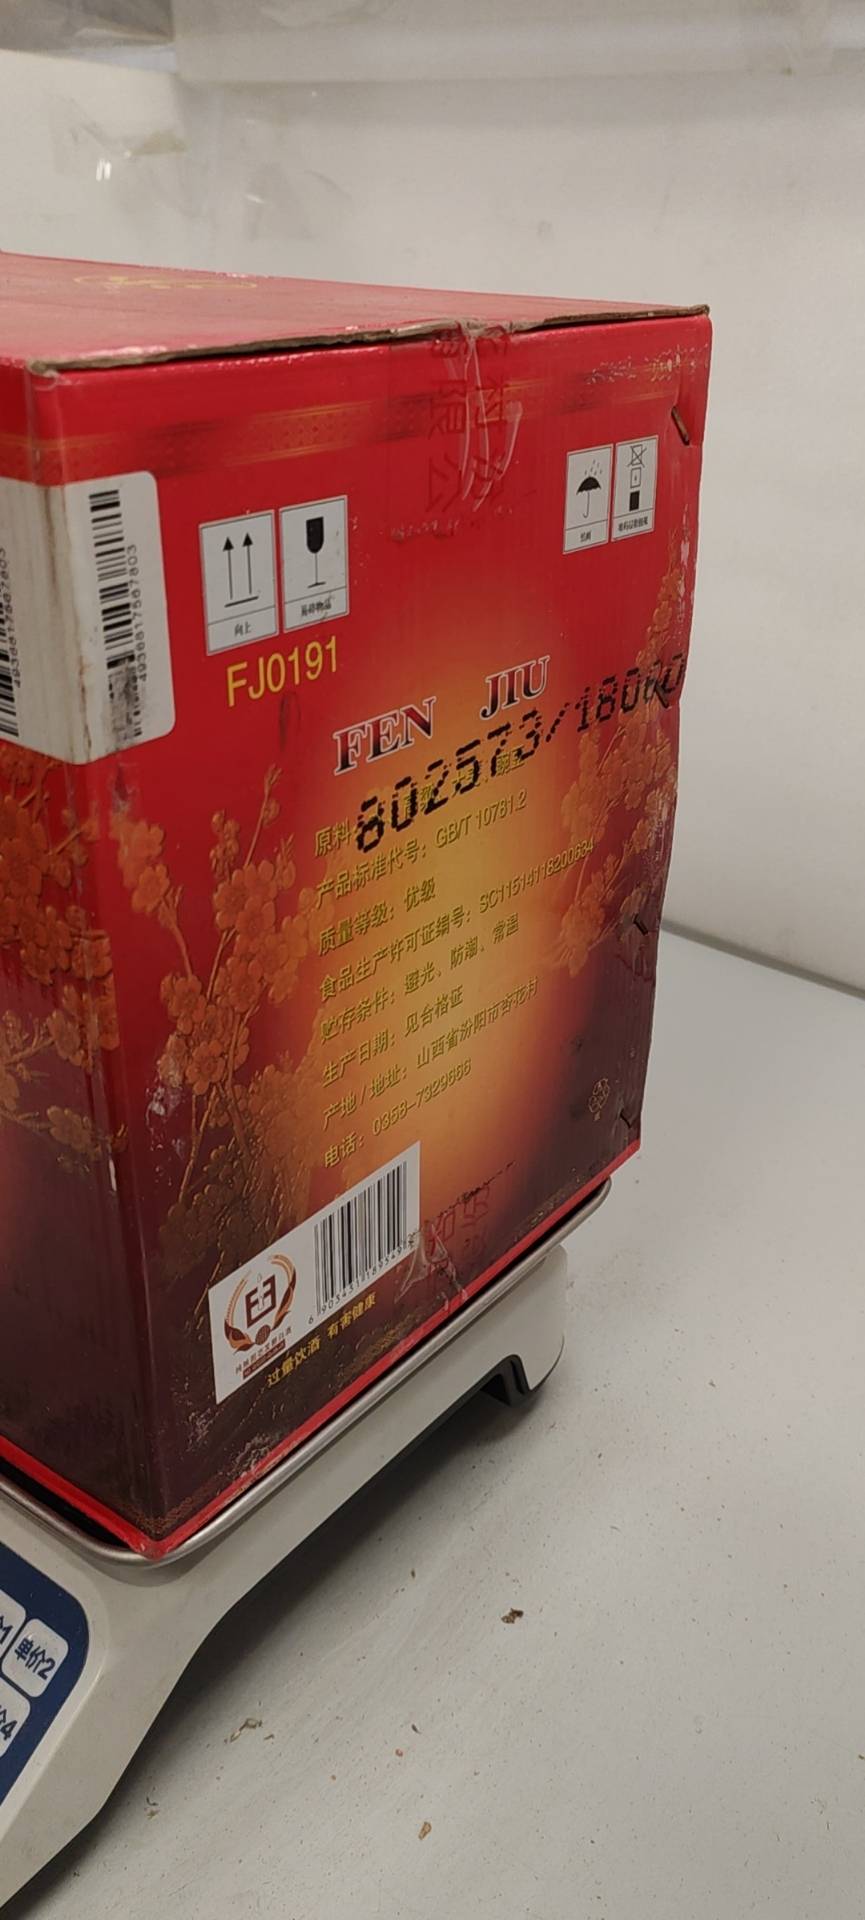 4936817567803
4936817567803
向上
易碎物品
怕雨
FJ0191
FEN JIU
802573/180
原料:
产品标准代号: GB/T 10781.2
质量等级: 优级
食品生产许可证编号: SC11514118200634
贮存条件: 避光、防潮、常温
生产日期: 见合格证
产地/地址: 山西省汾阳市杏花村
电话: 0358-7329666
过量饮酒 有害健康